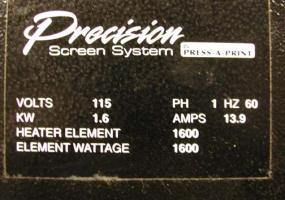 Precision
Screen System BY PRESS-A-PRINT
VOLTS 115 PH 1 HZ 60
KW 1.6 AMPS 13.9
HEATER ELEMENT 1600
ELEMENT WATTAGE 1600